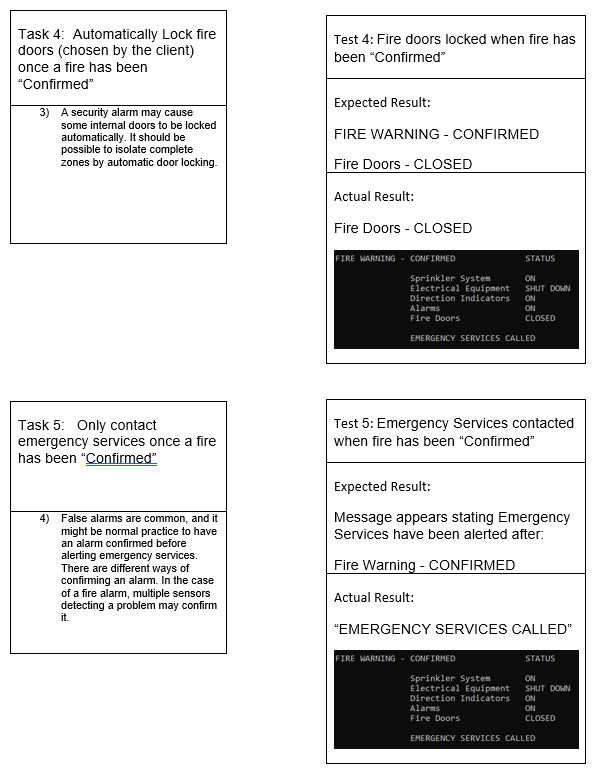 Task 4:  Automatically Lock fire
doors (chosen by the client)
once a fire has been
“Confirmed”
3) A security alarm may cause
some internal doors to be locked
automatically. It should be
possible to isolate complete
zones by automatic door locking.
Test 4: Fire doors locked when fire has
been “Confirmed”
Expected Result:
FIRE WARNING - CONFIRMED
Fire Doors - CLOSED
Actual Result:
Fire Doors - CLOSED
FIRE WARNING - CONFIRMED STATUS
Sprinkler System ON
Electrical Equipment SHUT DOWN
Direction Indicators ON
Alarms ON
Fire Doors CLOSED
EMERGENCY SERVICES CALLED
Task 5:  Only contact
emergency services once a fire
has been “Confirmed”
4) False alarms are common, and it
might be normal practice to have
an alarm confirmed before
alerting emergency services.
There are different ways of
confirming an alarm. In the case
of a fire alarm, multiple sensors
detecting a problem may confirm
it.
Test 5: Emergency Services contacted
when fire has been “Confirmed”
Expected Result:
Message appears stating Emergency
Services have been alerted after:
Fire Warning - CONFIRMED
Actual Result:
“EMERGENCY SERVICES CALLED”
FIRE WARNING - CONFIRMED STATUS
Sprinkler System ON
Electrical Equipment SHUT DOWN
Direction Indicators ON
Alarms ON
Fire Doors CLOSED
EMERGENCY SERVICES CALLED